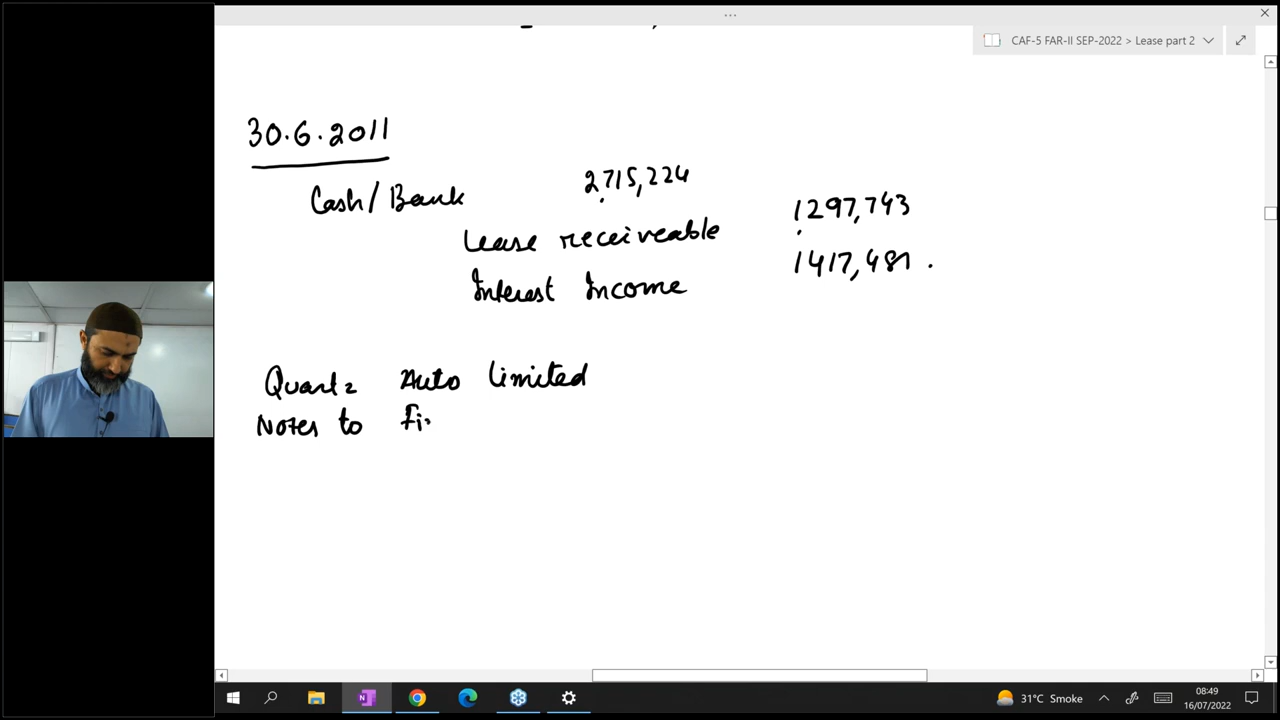 CAF-5 FAR-II SEP-2022 > Lease part 2
30.6.2011
Cash/Bank 2,715,224
Lease receiveable 1297,743
Interest Income 1417,481
Quartz Auto Limited
Notes to Fi
31°C Smoke
08:49
16/07/2022